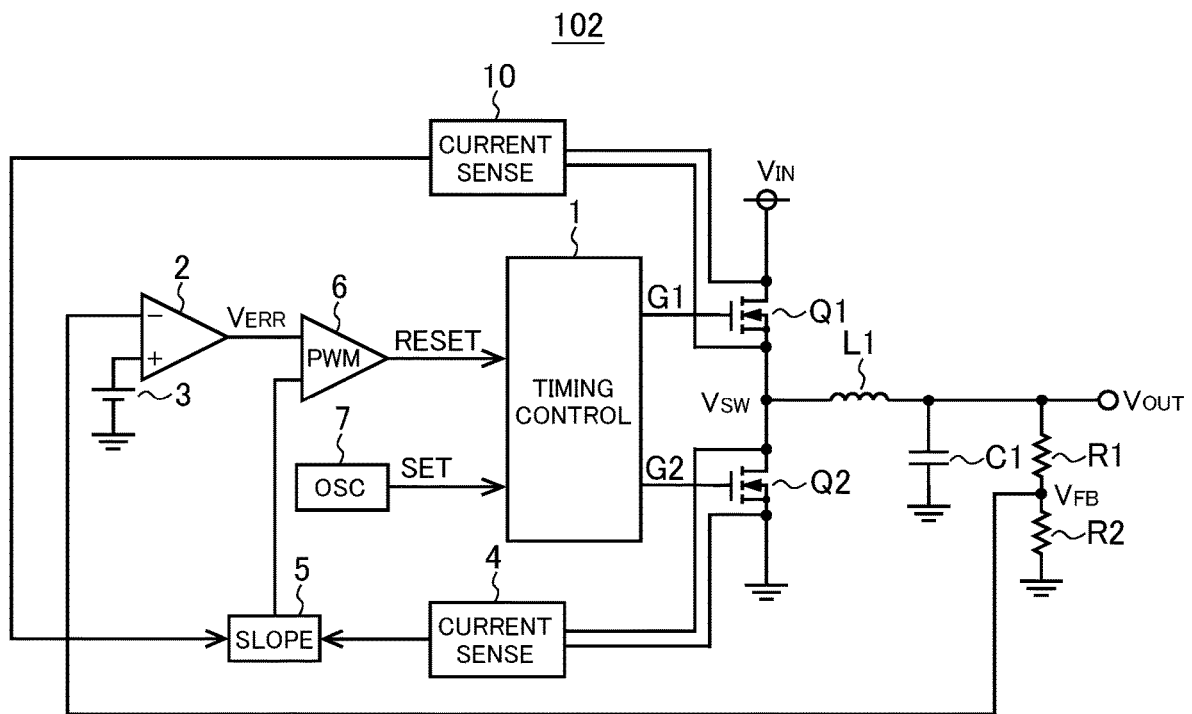 102
10
CURRENT
SENSE
VIN
1
2
6
VERR
G1
Q1
PWM
RESET
L1
3
TIMING
CONTROL
VSW
VOUT
7
OSC
SET
G2
Q2
C1
R1
VFB
R2
5
4
SLOPE
CURRENT
SENSE
−
+